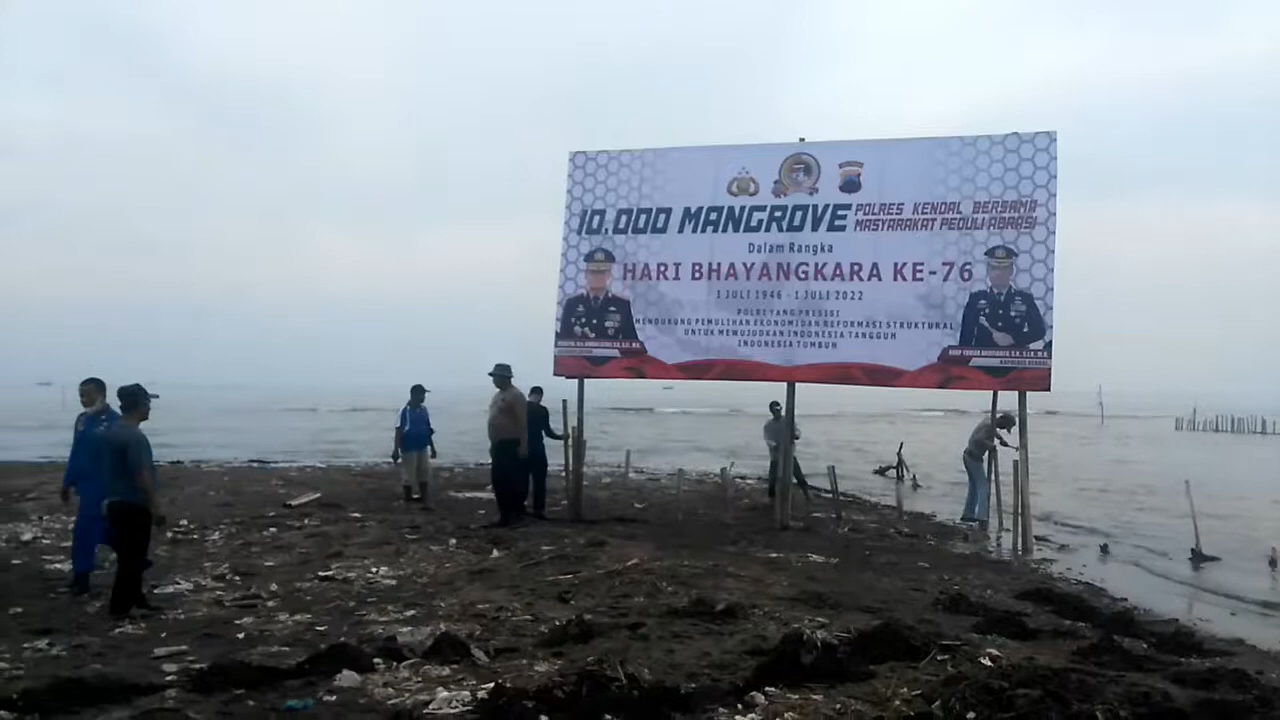 10.000 MANGROVE
POLRES KENDAL BERSAMA
MASYARAKAT PEDULI ABRASI
Dalam Rangka
HARI BHAYANGKARA KE-76
1 JULI 1946 - 1 JULI 2022
POLRI YANG PRESISI
MENDUKUNG PEMULIHAN EKONOMI DAN REFORMASI STRUKTURAL
UNTUK MEWUJUDKAN INDONESIA TANGGUH
INDONESIA TUMBUH
KAPOLRES KENDAL